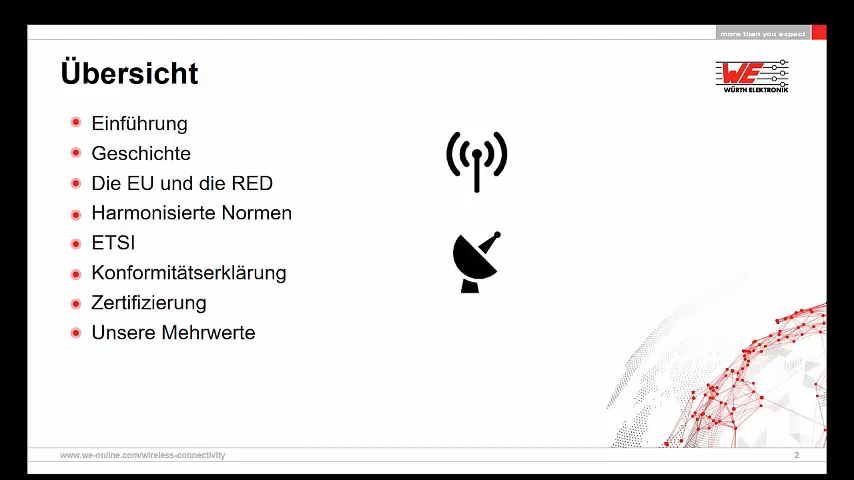 more than you expect
Übersicht
WE
WÜRTH ELEKTRONIK
Einführung
Geschichte
Die EU und die RED
Harmonisierte Normen
ETSI
Konformitätserklärung
Zertifizierung
Unsere Mehrwerte
www.we-online.com/wireless-connectivity
2